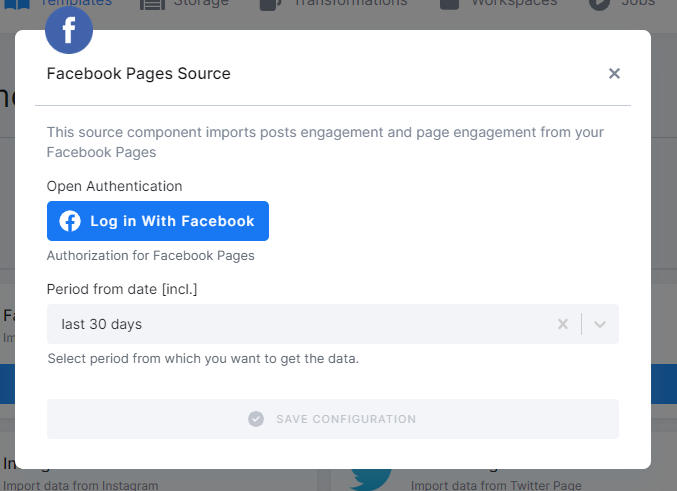 Templates Storage Transformations Workspaces Jobs
Facebook Pages Source
This source component imports posts engagement and page engagement from your
Facebook Pages
Open Authentication
Log in With Facebook
Authorization for Facebook Pages
Period from date [incl.]
last 30 days
Select period from which you want to get the data.
SAVE CONFIGURATION
Import data from Instagram
Import data from Twitter Page